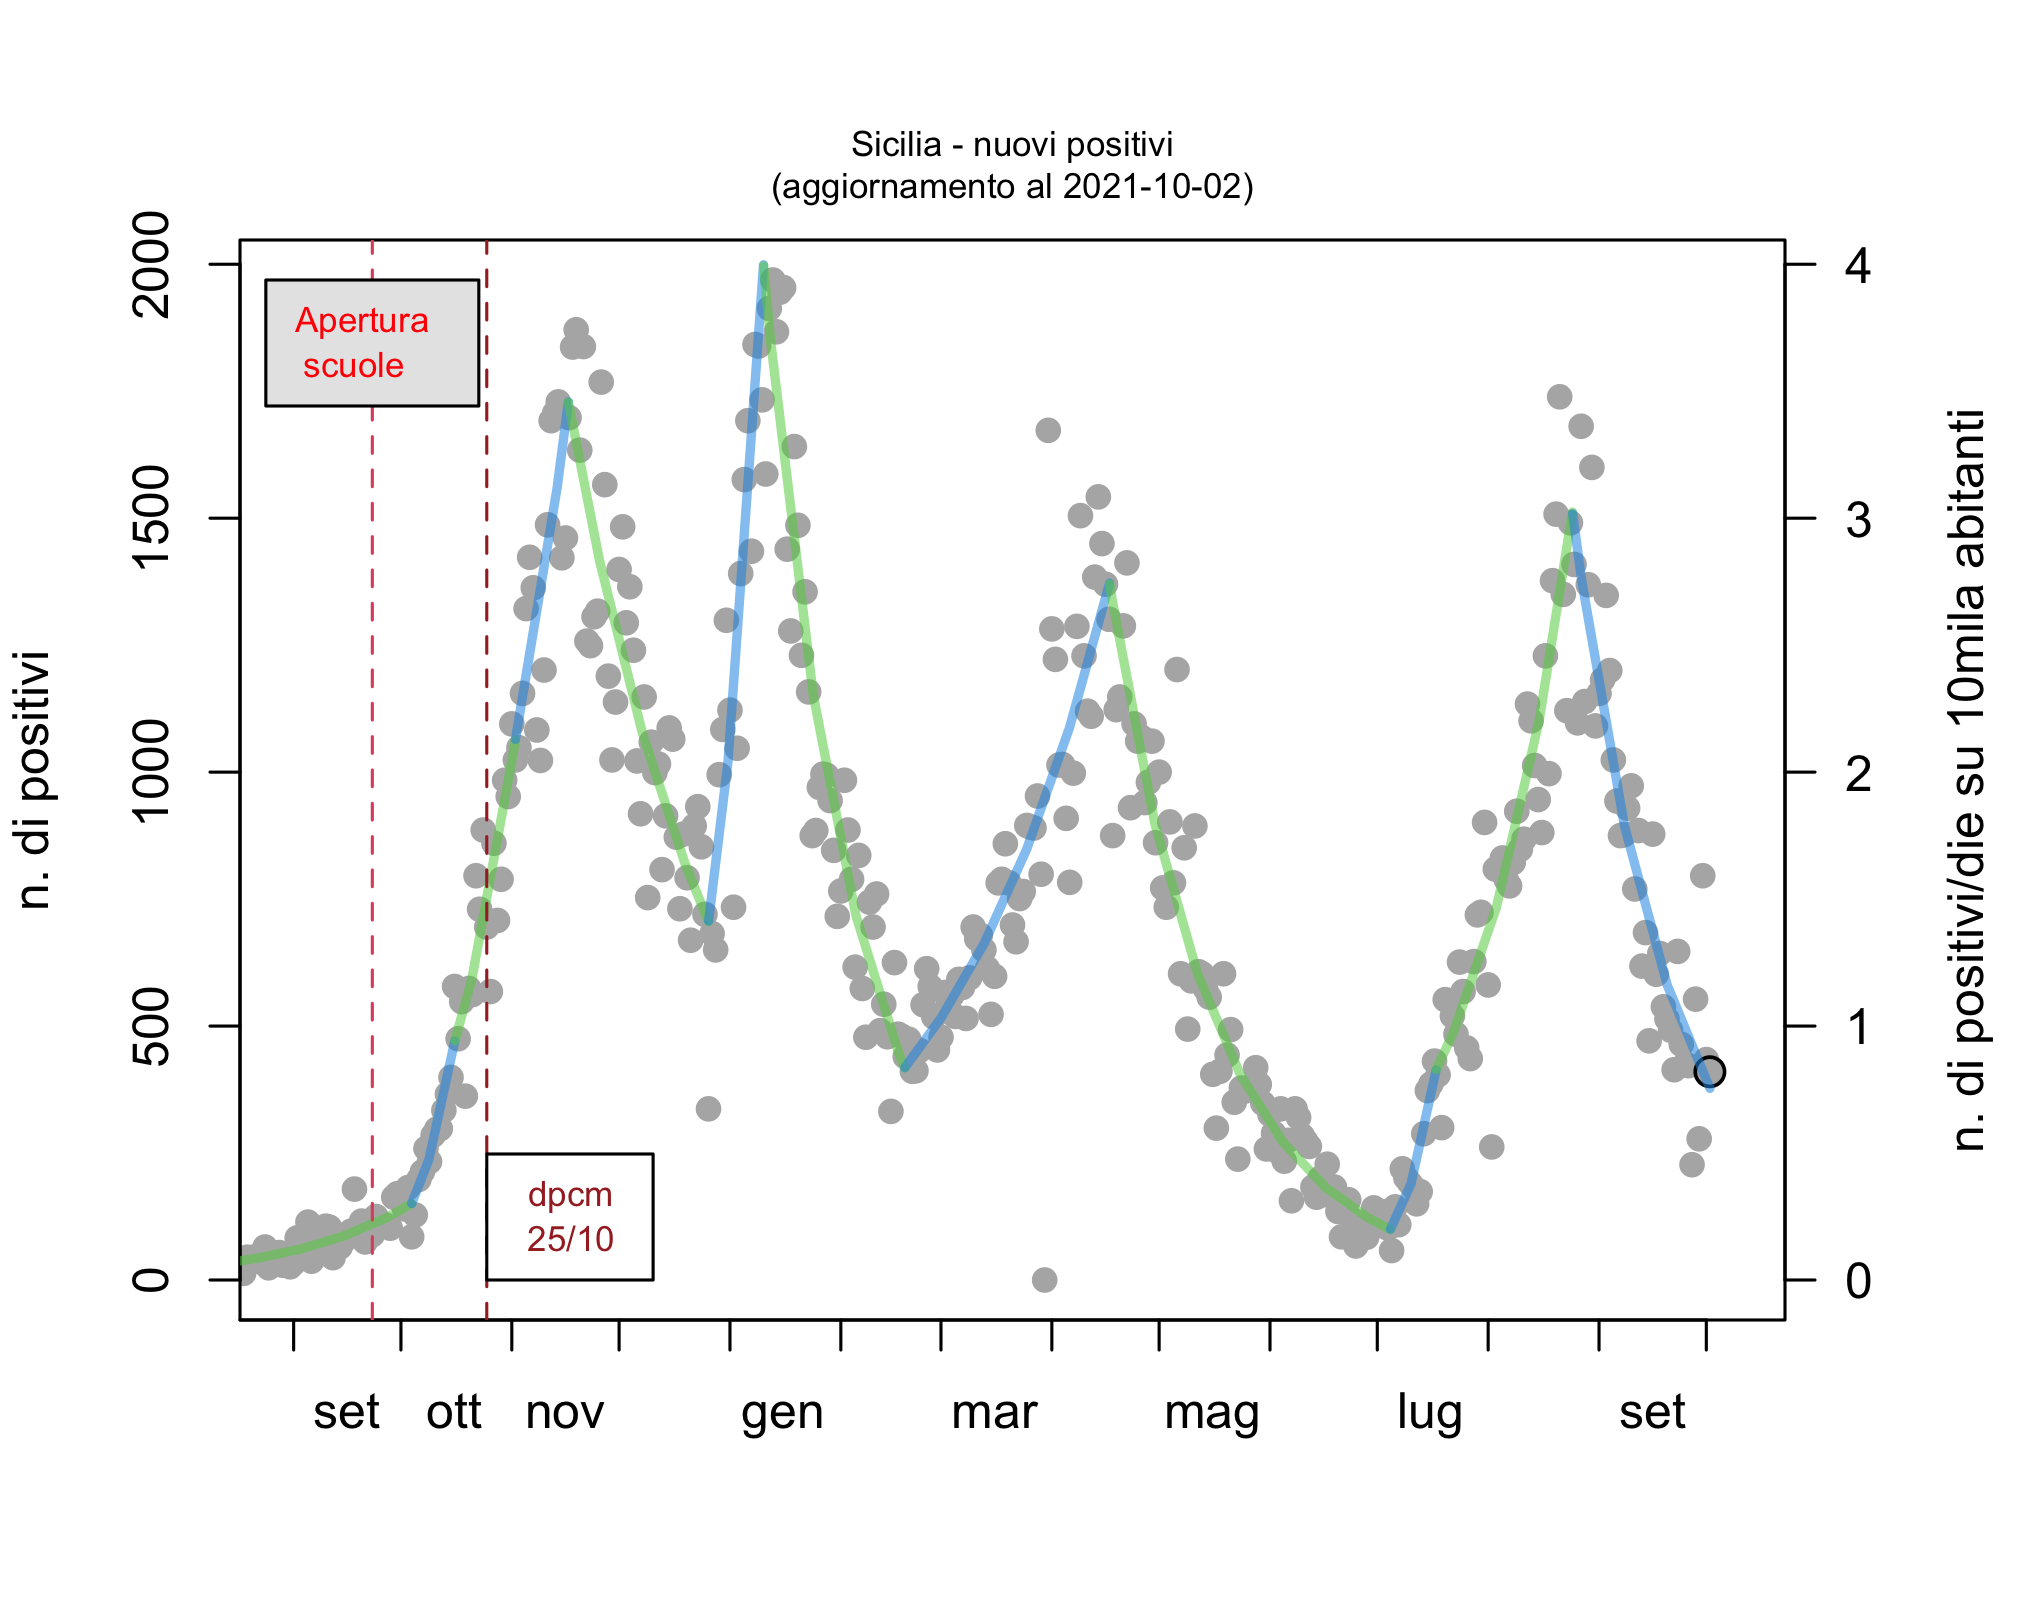 Sicilia - nuovi positivi
(aggiornamento al 2021-10-02)
n. di positivi
2000
1500
1000
500
0
Apertura
scuole
dpcm
25/10
4
3
2
1
0
n. di positivi/die su 10mila abitanti
set ott nov gen mar mag lug set